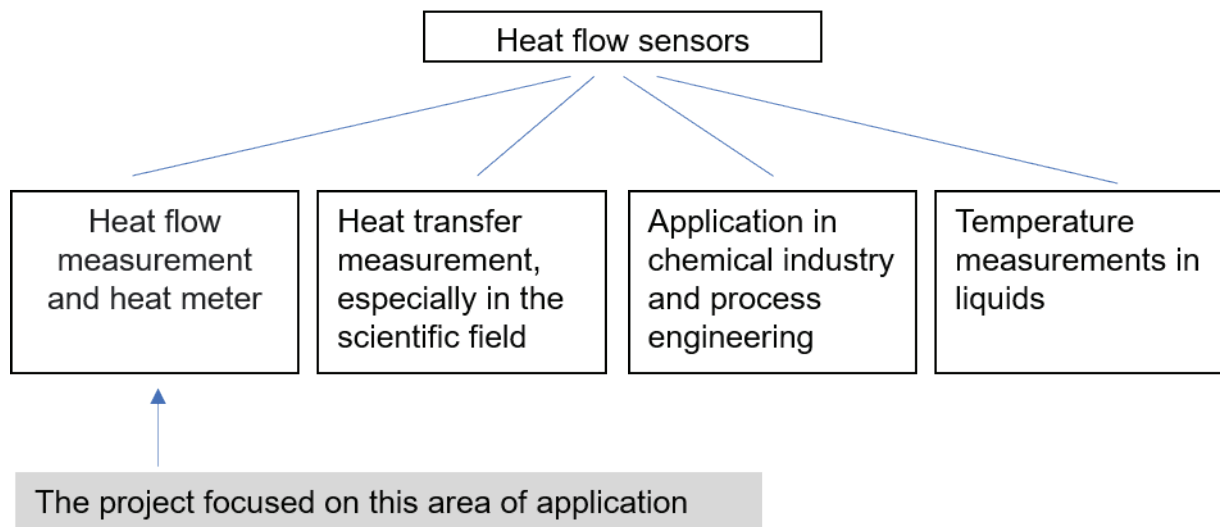 Heat flow sensors
Heat flow
measurement
and heat meter
Heat transfer
measurement,
especially in the
scientific field
Application in
chemical industry
and process
engineering
Temperature
measurements in
liquids
The project focused on this area of application